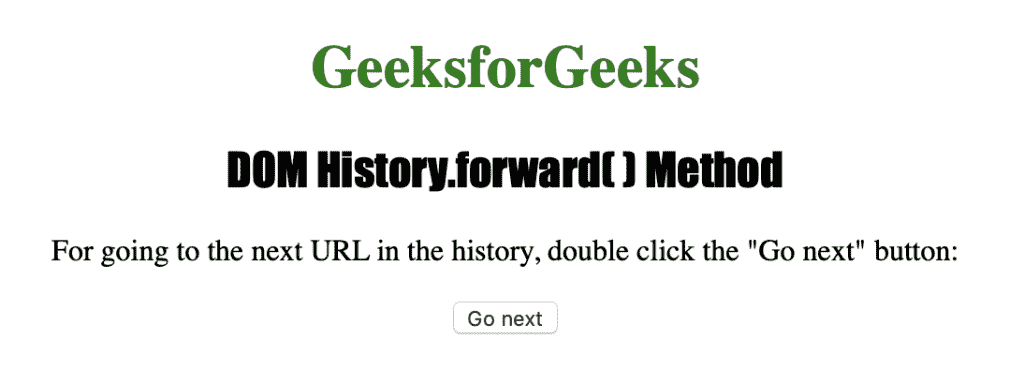 GeeksforGeeks
DOM History.forward( ) Method
For going to the next URL in the history, double click the "Go next" button:
Go next